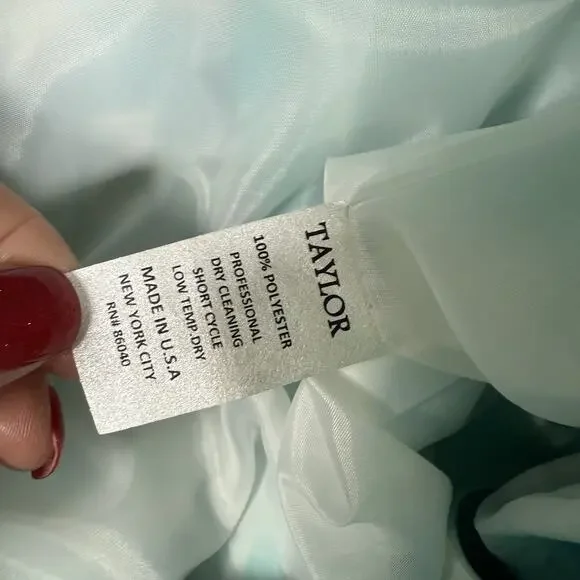 TAYLOR
100% POLYESTER
PROFESSIONAL
DRY CLEANING
SHORT CYCLE
LOW TEMP.DRY
MADE IN U.S.A
NEW YORK CITY
RN# 86040